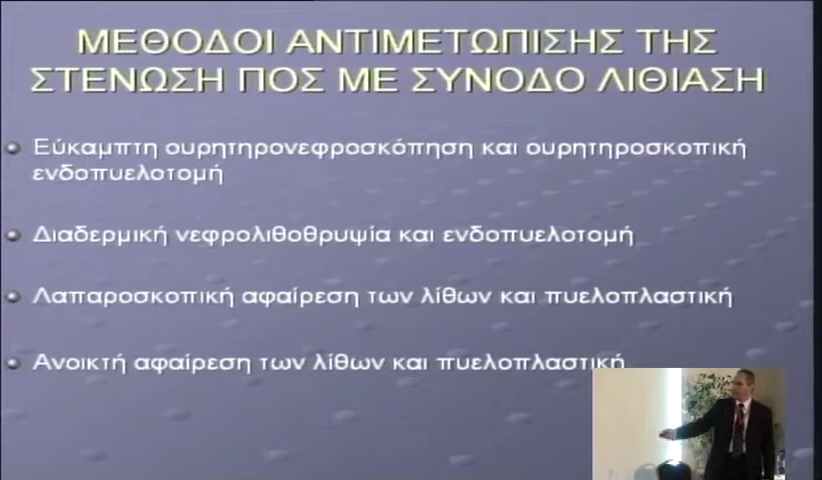 ΜΕΘΟΔΟΙ ΑΝΤΙΜΕΤΩΠΙΣΗΣ ΤΗΣ
ΣΤΕΝΩΣΗ ΠΟΣ ΜΕ ΣΥΝΟΔΟ ΛΙΘΙΑΣΗ
Εύκαμπτη ουρητηρονεφροσκόπηση και ουρητηροσκοπική
ενδοπυελοτομή
Διαδερμική νεφρολιθοθρυψία και ενδοπυελοτομή
Λαπαροσκοπική αφαίρεση των λίθων και πυελοπλαστική
Ανοικτή αφαίρεση των λίθων και πυελοπλαστική